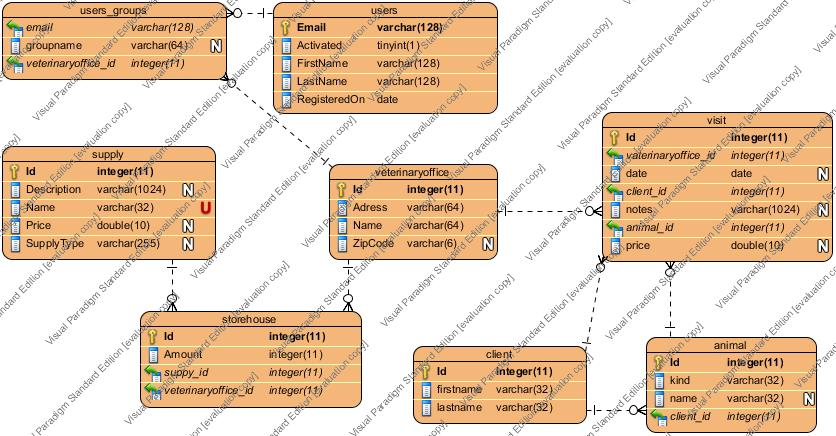 users_groups
email varchar(128)
groupname varchar(64) N
veterinaryoffice_id integer(11)
users
Email varchar(128)
Activated tinyint(1)
FirstName varchar(128)
LastName varchar(128)
RegisteredOn date
supply
Id integer(11)
Description varchar(1024) N
Name varchar(32) U
Price double(10) N
SupplyType varchar(255) N
veterinaryoffice
Id integer(11)
Adress varchar(64)
Name varchar(64)
ZipCode varchar(6) N
visit
Id integer(11)
vaterinaryoffice_id integer(11)
date date N
client_id integer(11)
notes varchar(1024) N
animal_id integer(11)
price double(10) N
storehouse
Id integer(11)
Amount integer(11)
suppy_id integer(11)
veterinaryoffice_id integer(11)
client
Id integer(11)
firstname varchar(32)
lastname varchar(32)
animal
Id integer(11)
kind varchar(32)
name varchar(32) N
client_id integer(11)
Visual Paradigm Standard Edition [evaluation copy]